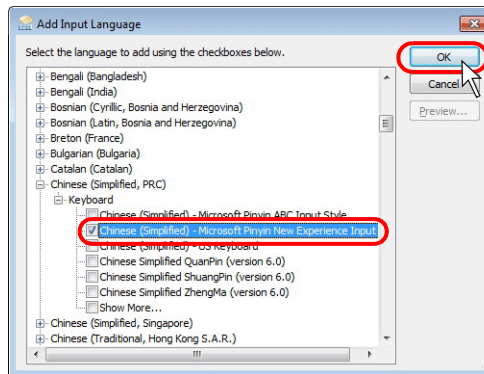 Add Input Language
Select the language to add using the checkboxes below.
OK
Cancel
Preview...
Bengali (Bangladesh)
Bengali (India)
Bosnian (Cyrillic, Bosnia and Herzegovina)
Bosnian (Latin, Bosnia and Herzegovina)
Breton (France)
Bulgarian (Bulgaria)
Catalan (Catalan)
Chinese (Simplified, PRC)
Keyboard
Chinese (Simplified) - Microsoft Pinyin ABC Input Style
Chinese (Simplified) - Microsoft Pinyin New Experience Input
Chinese (Simplified) - US Keyboard
Chinese Simplified QuanPin (version 6.0)
Chinese Simplified ShuangPin (version 6.0)
Chinese Simplified ZhengMa (version 6.0)
Show More...
Chinese (Simplified, Singapore)
Chinese (Traditional, Hong Kong S.A.R.)